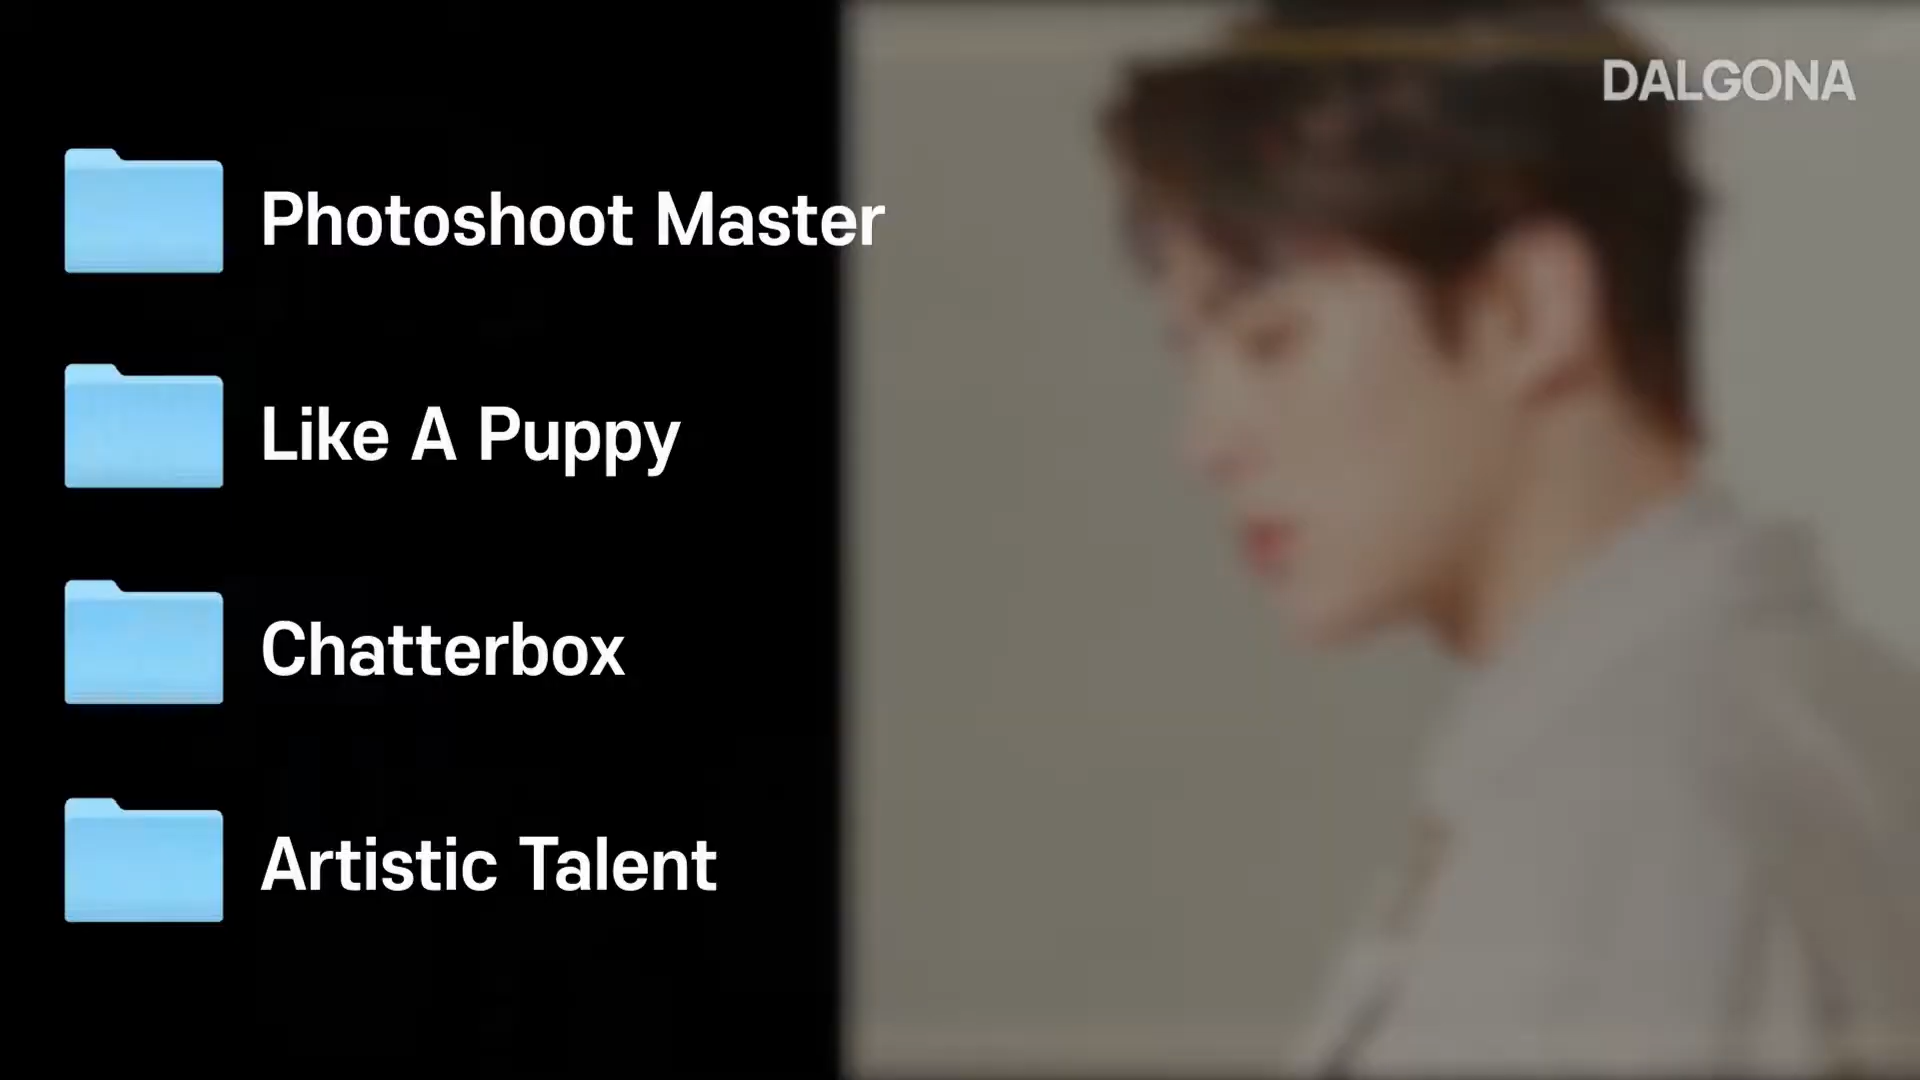 DALGONA
Photoshoot Master
Like A Puppy
Chatterbox
Artistic Talent